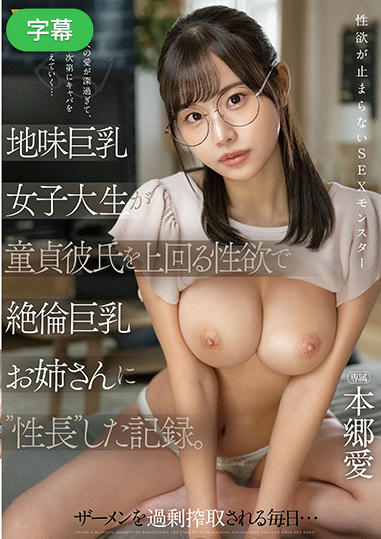 字幕
の愛が深過ぎて、
次第にキャパを
えていく…
性欲が止まらないSEXモンスター
地味巨乳
女子大生が
童貞彼氏を上回る性欲で
絶倫巨乳
お姉さんに
”性長”した記録。
専属
本郷愛
ザーメンを過剰搾取される毎日…